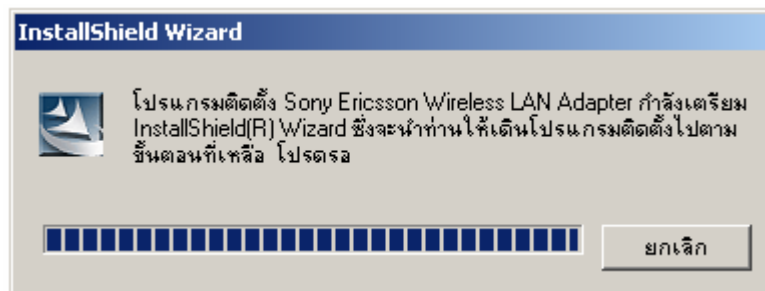 InstallShield Wizard
โปรแกรมติดตั้ง Sony Ericsson Wireless LAN Adapter กำลังเตรียม
InstallShield(R) Wizard ซึ่งจะนำท่านให้เดินโปรแกรมติดตั้งไปตาม
ขึ้นตอนที่เหลือ โปรดรอ
ยกเลิก